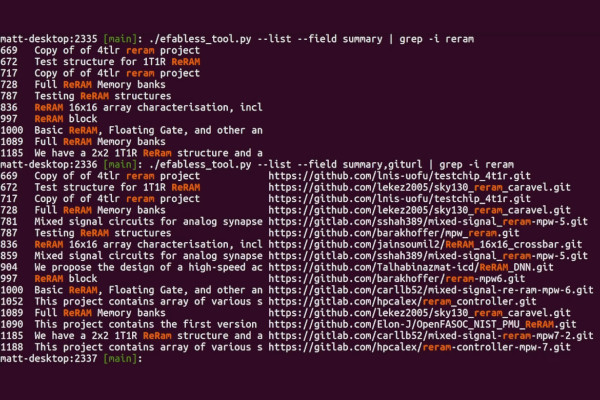 matt-desktop:2335 [main]: ./efabless_tool.py --list --field summary | grep -i reram
669 Copy of of 4tlr reram project
672 Test structure for 1T1R ReRAM
717 Copy of of 4tlr reram project
728 Full ReRAM Memory banks
787 Testing ReRAM structures
836 ReRAM 16x16 array characterisation, incl
997 ReRAM block
1000 Basic ReRAM, Floating Gate, and other an
1089 Full ReRAM Memory banks
1185 We have a 2x2 1T1R ReRam structure and a
matt-desktop:2336 [main]: ./efabless_tool.py --list --field summary,giturl | grep -i reram
669 Copy of of 4tlr reram project https://github.com/lnis-uofu/testchip_4t1r.git
672 Test structure for 1T1R ReRAM https://github.com/lekez2005/sky130_reram_caravel.git
717 Copy of of 4tlr reram project https://github.com/lnis-uofu/testchip_4t1r.git
728 Full ReRAM Memory banks https://github.com/lekez2005/sky130_reram_caravel.git
781 Mixed signal circuits for analog synapse https://gitlab.com/sshah389/mixed-signal_reram-mpw-5.git
787 Testing ReRAM structures https://github.com/barakhoffer/mpw_reram.git
836 ReRAM 16x16 array characterisation, incl https://github.com/jainsoumil2/ReRAM_16x16_crossbar.git
859 Mixed signal circuits for analog synapse https://gitlab.com/sshah389/mixed-signal_reram-mpw-5.git
904 We propose the design of a high-speed ac https://github.com/Talhabinazmat-icd/ReRAM_DNN.git
997 ReRAM block https://github.com/barakhoffer/reram-mpw6.git
1000 Basic ReRAM, Floating Gate, and other an https://gitlab.com/carllb52/mixed-signal-re-ram-mpw-6.git
1052 This project contains array of various s https://github.com/hpcalex/reram_controller.git
1089 Full ReRAM Memory banks https://github.com/lekez2005/sky130_reram_caravel.git
1090 This project contains the first version https://github.com/Elon-J/OpenFASOC_NIST_PMU_ReRAM.git
1185 We have a 2x2 1T1R ReRam structure and a https://gitlab.com/carllb52/mixed-signal-reram-mpw7-2.git
1188 This project contains array of various s https://gitlab.com/hpcalex/reram-controller-mpw-7.git
matt-desktop:2337 [main]: